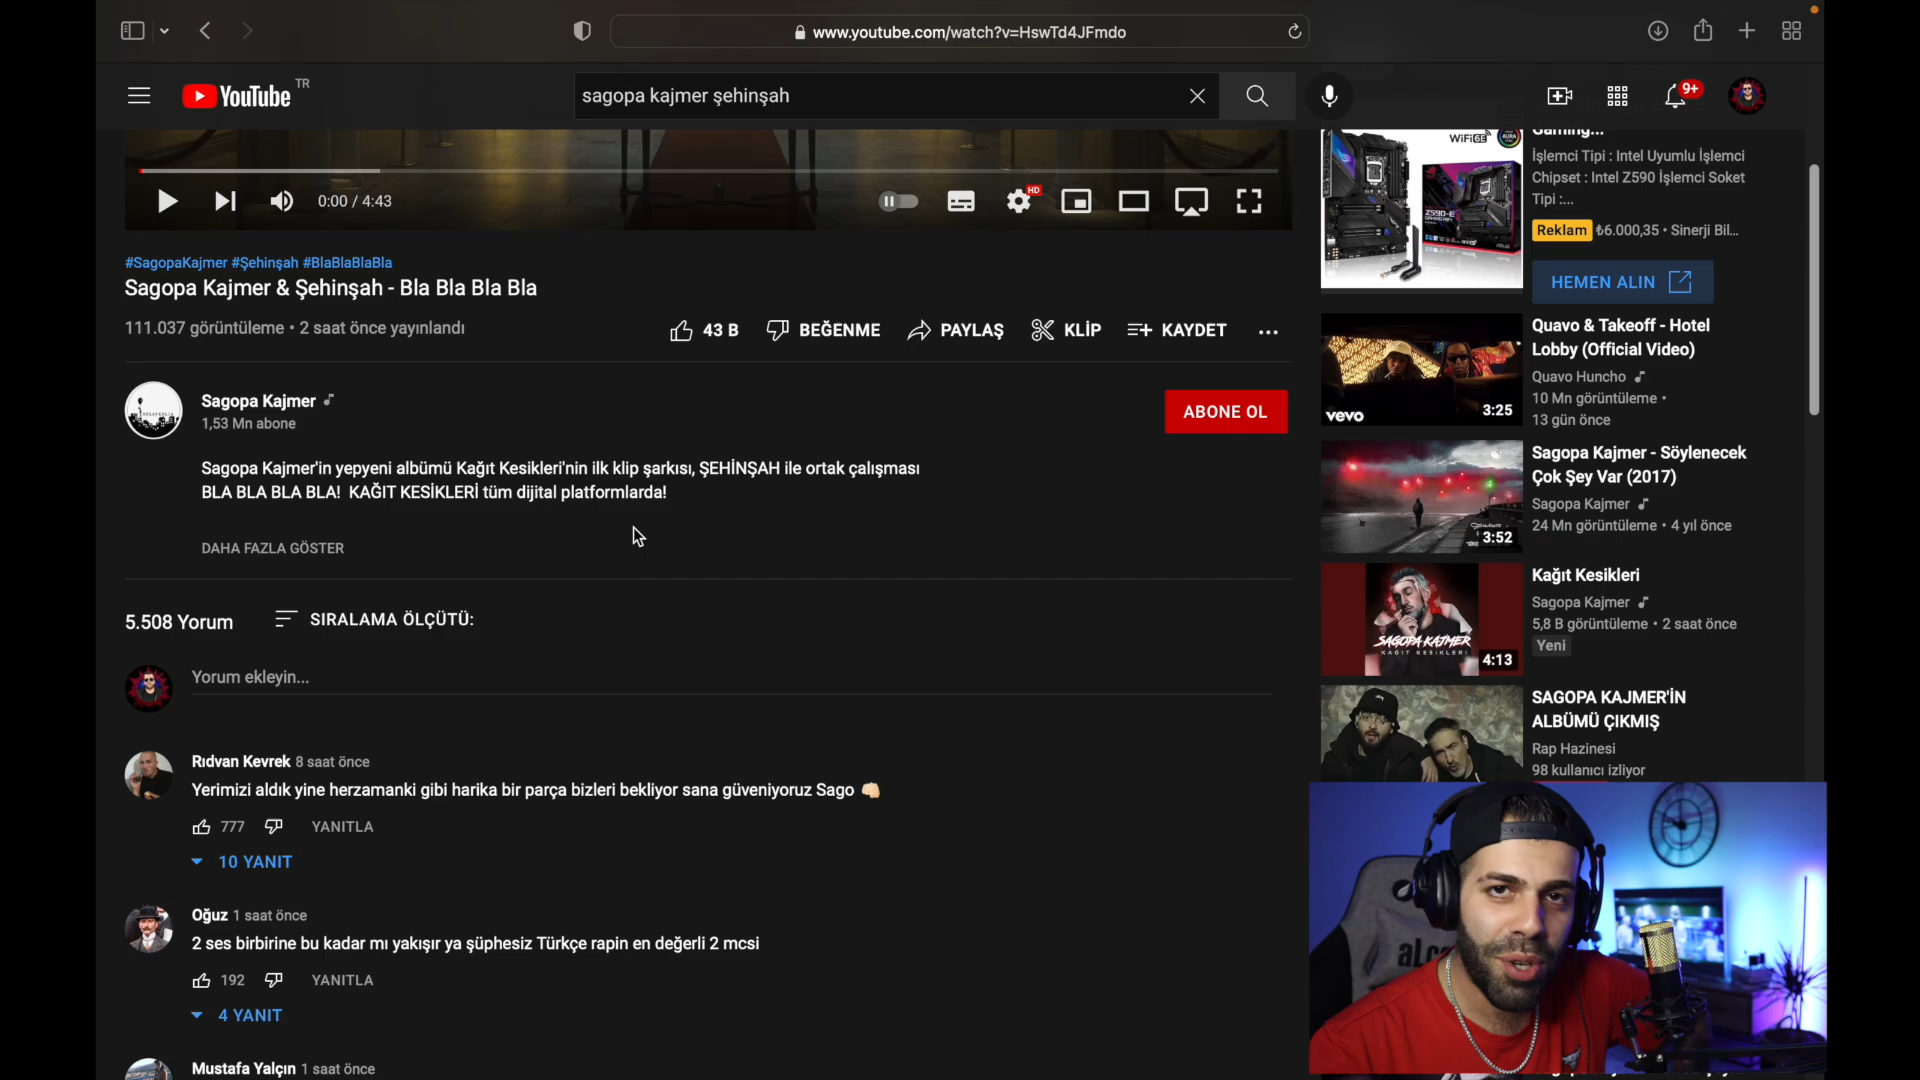 www.youtube.com/watch?v=HswTd4JFmdo
YouTube TR
sagopa kajmer şehinşah
9+
0:00 / 4:43
HD
#SagopaKajmer #Şehinşah #BlaBlaBlaBla
Sagopa Kajmer & Şehinşah - Bla Bla Bla Bla
111.037 görüntüleme • 2 saat önce yayınlandı
43 B
BEĞENME
PAYLAŞ
KLİP
KAYDET
Sagopa Kajmer
1,53 Mn abone
ABONE OL
Sagopa Kajmer'in yepyeni albümü Kağıt Kesikleri'nin ilk klip şarkısı, ŞEHİNŞAH ile ortak çalışması
BLA BLA BLA BLA! KAĞIT KESİKLERİ tüm dijital platformlarda!
DAHA FAZLA GÖSTER
5.508 Yorum
SIRALAMA ÖLÇÜTÜ:
Yorum ekleyin...
Rıdvan Kevrek 8 saat önce
Yerimizi aldık yine herzamanki gibi harika bir parça bizleri bekliyor sana güveniyoruz Sago
777
YANITLA
10 YANIT
Oğuz 1 saat önce
2 ses birbirine bu kadar mı yakışır ya şüphesiz Türkçe rapin en değerli 2 mcsi
192
YANITLA
4 YANIT
Mustafa Yalçın 1 saat önce
WiFi6E
Z590-E
Gaming...
İşlemci Tipi : Intel Uyumlu İşlemci
Chipset : Intel Z590 İşlemci Soket
Tipi :...
Reklam ₺6.000,35 • Sinerji Bil...
HEMEN ALIN
vevo
3:25
Quavo & Takeoff - Hotel
Lobby (Official Video)
Quavo Huncho
10 Mn görüntüleme •
13 gün önce
3:52
Sagopa Kajmer - Söylenecek
Çok Şey Var (2017)
Sagopa Kajmer
24 Mn görüntüleme • 4 yıl önce
SAGOPA KAJMER
KAĞIT KESİKLERİ
4:13
Kağıt Kesikleri
Sagopa Kajmer
5,8 B görüntüleme • 2 saat önce
Yeni
SAGOPA KAJMER'İN
ALBÜMÜ ÇIKMIŞ
Rap Hazinesi
98 kullanıcı izliyor